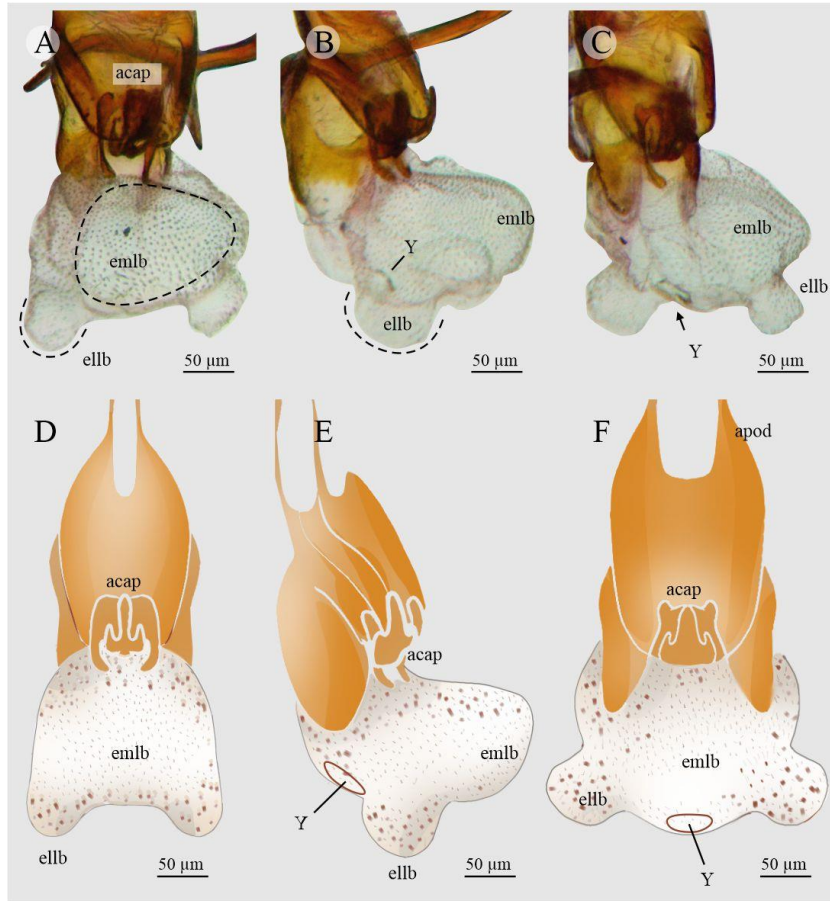 A
acap
emlb
ellb
50 μm
B
Y
emlb
ellb
50 μm
C
emlb
ellb
Y
50 μm
D
acap
emlb
ellb
50 μm
E
acap
emlb
Y
ellb
50 μm
F
apod
acap
emlb
ellb
Y
50 μm